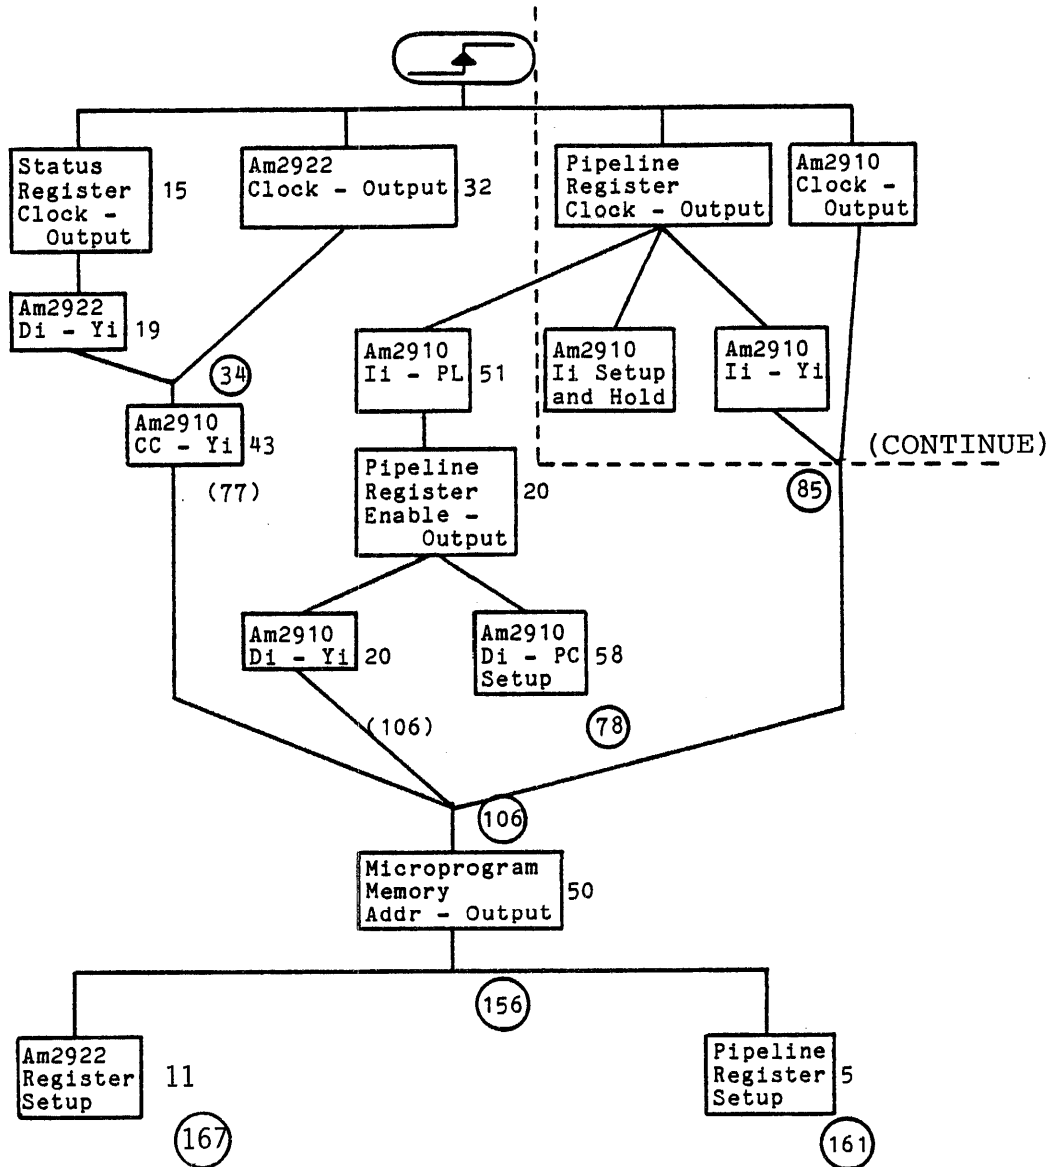 Status
Register
Clock -
Output
15
Am2922
Clock - Output
32
Pipeline
Register
Clock - Output
Am2910
Clock -
Output
Am2922
Di - Yi
19
34
Am2910
CC - Yi
43
(77)
Am2910
Ii - PL
51
Am2910
Ii Setup
and Hold
Am2910
Ii - Yi
(CONTINUE)
85
Pipeline
Register
Enable -
Output
20
Am2910
Di - Yi
20
(106)
Am2910
Di - PC
Setup
58
78
106
Microprogram
Memory
Addr - Output
50
156
Am2922
Register
Setup
11
167
Pipeline
Register
Setup
5
161